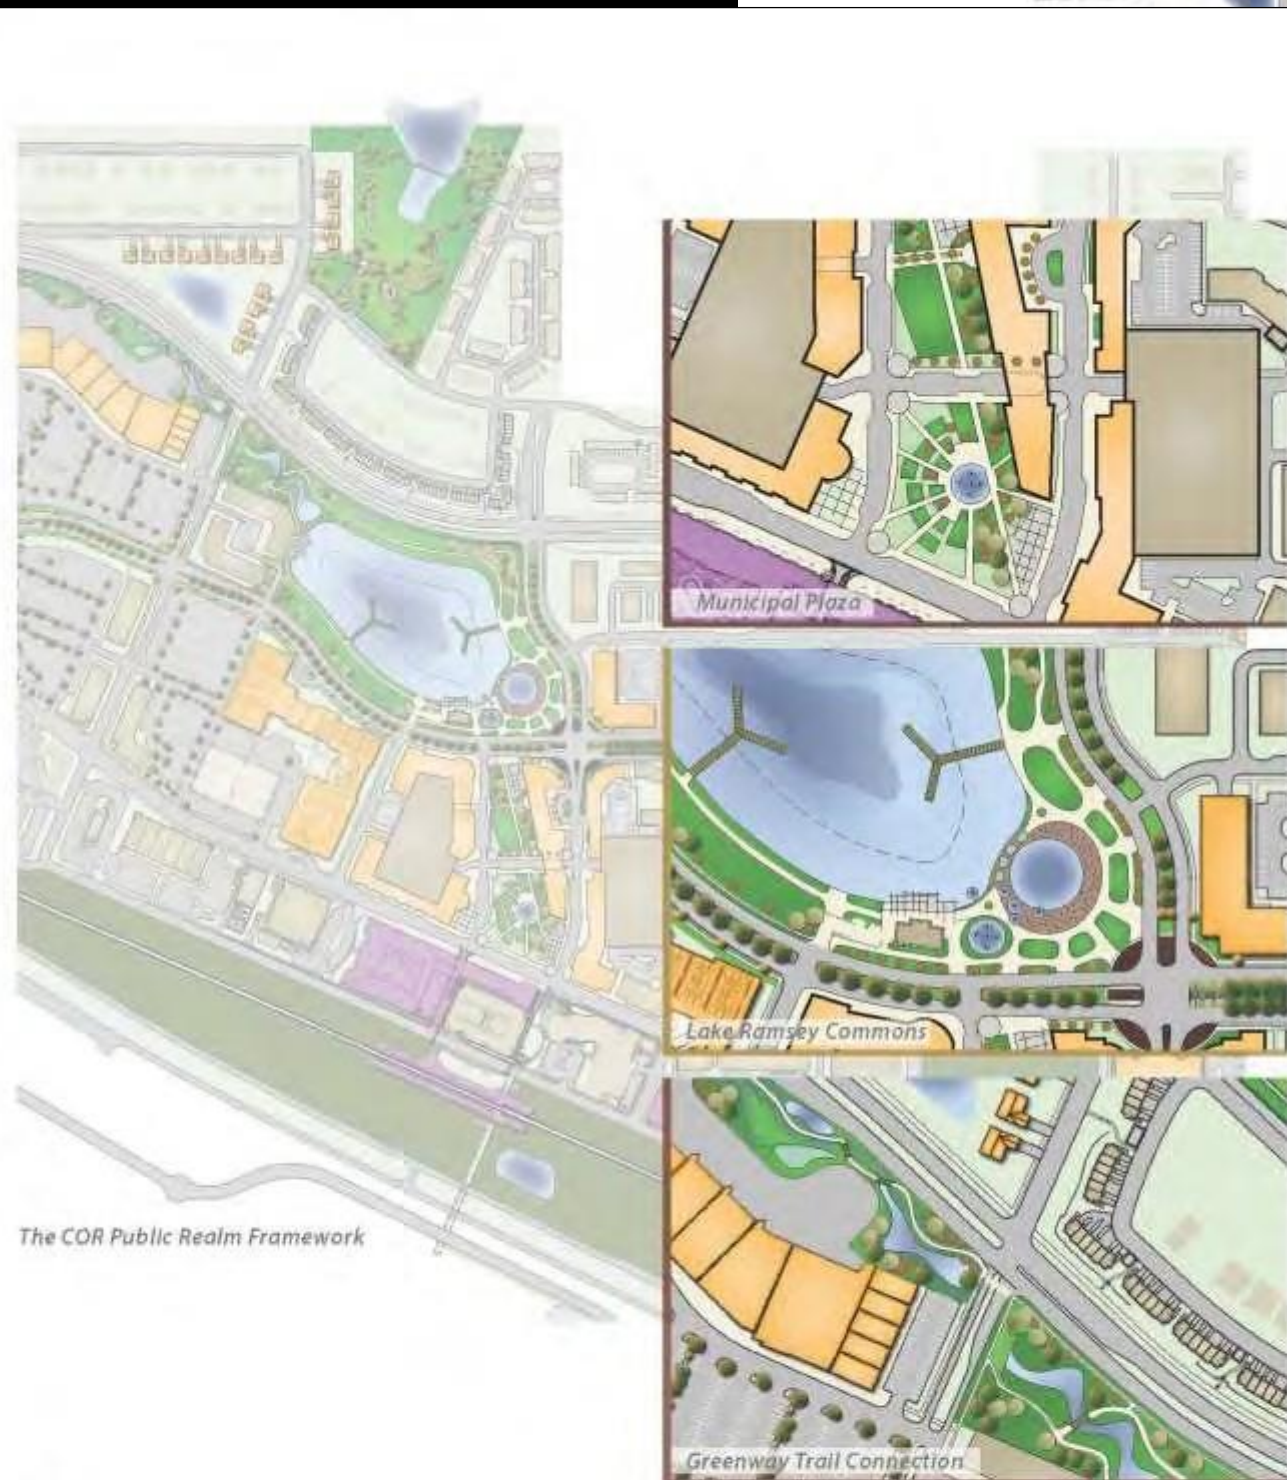 Municipal Plaza
Lake Ramsey Commons
The COR Public Realm Framework
Greenway Trail Connection